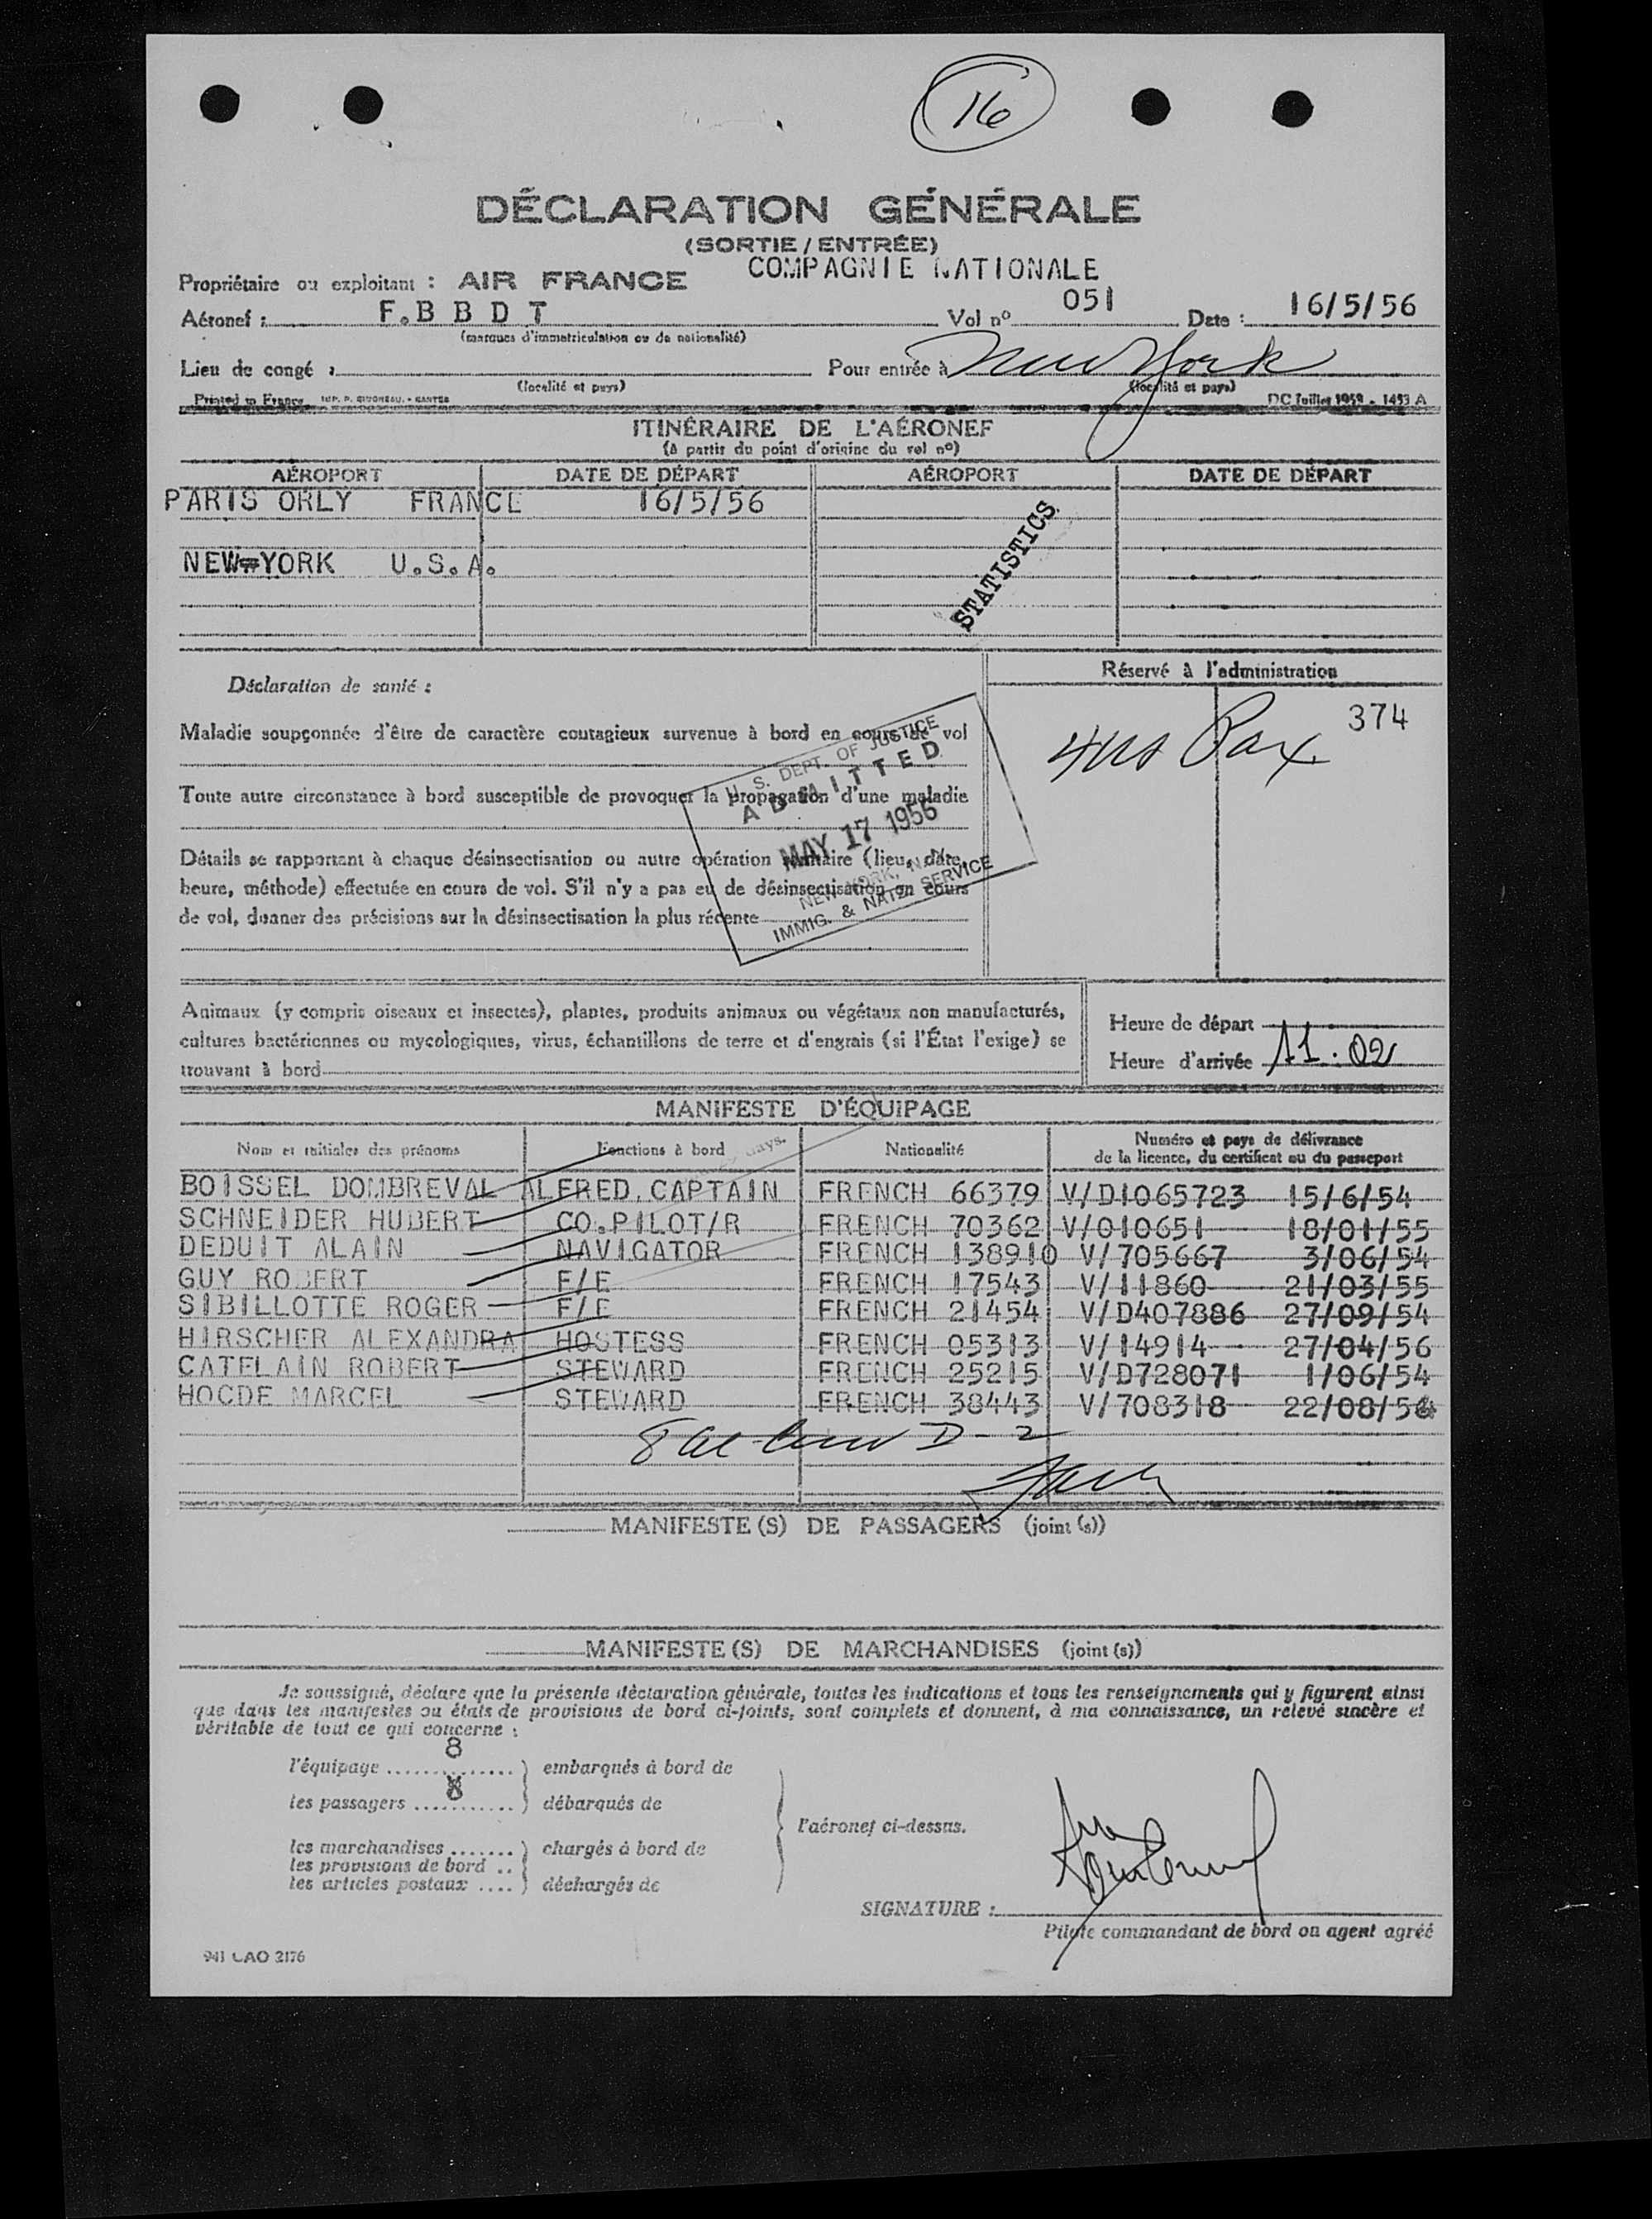 16
DÉCLARATION GÉNÉRALE
(SORTIE / ENTRÉE)
COMPAGNIE NATIONALE
Propriétaire ou exploitant : AIR FRANCE
Aéronef : F.B B D T Vol nº 051 Date : 16/5/56
(marques d'immatriculation ou de nationalité)
Lieu de congé : Pour entrée à New York
(localité et pays) (localité et pays)
Printed in France IMP. P. - NANTES DC Juillet 1453 A
ITINÉRAIRE DE L'AÉRONEF
(à partir du point d'origine du vol nº)
AÉROPORT DATE DE DÉPART AÉROPORT DATE DE DÉPART
PARIS ORLY FRANCE 16/5/56
NEW-YORK U.S.A.
STATISTICS
Réservé à l'administration
Déclaration de santé :
374
Pax
Maladie soupçonnée d'être de caractère contagieux survenue à bord en cours de vol
Toute autre circonstance à bord susceptible de provoquer la propagation d'une maladie
Détails se rapportant à chaque désinsectisation ou autre opération sanitaire (lieu, date,
heure, méthode) effectuée en cours de vol. S'il n'y a pas eu de désinsectisation en cours
de vol, donner des précisions sur la désinsectisation la plus récente
U. S. DEPT. OF JUSTICE
ADMITTED
MAY 17 1956
NEW YORK, N.Y.
IMMIG. & NATZ. SERVICE
Animaux (y compris oiseaux et insectes), plantes, produits animaux ou végétaux non manufacturés,
cultures bactériennes ou mycologiques, virus, échantillons de terre et d'engrais (si l'État l'exige) se
trouvant à bord
Heure de départ
Heure d'arrivée 11:02
MANIFESTE D'ÉQUIPAGE
Nom et initiales des prénoms Fonctions à bord Nationalité Numéro et pays de délivrance
de la licence, du certificat ou du passeport
BOISSEL DOMBREVAL ALFRED. CAPTAIN FRENCH 66379 V/D1065723 15/6/54
SCHNEIDER HUBERT CO.PILOT/R FRENCH 70362 V/010651 18/01/55
DEDUIT ALAIN NAVIGATOR FRENCH 138910 V/705667 3/06/54
GUY ROBERT F/E FRENCH 17543 V/11860 21/03/55
SIBILLOTTE ROGER F/E FRENCH 21454 V/D407886 27/09/54
HIRSCHER ALEXANDRA HOSTESS FRENCH 05313 V/14914 27/04/56
CATELAIN ROBERT STEWARD FRENCH 25215 V/D728071 1/06/54
HOCDE MARCEL STEWARD FRENCH 38443 V/708318 22/08/54
8 D-2
MANIFESTE (S) DE PASSAGERS (joint (s))
MANIFESTE (S) DE MARCHANDISES (joint (s))
Je soussigné, déclare que la présente déclaration générale, toutes les indications et tous les renseignements qui y figurent ainsi
que dans les manifestes ou états de provisions de bord ci-joints, sont complets et donnent, à ma connaissance, un relevé sincère et
véritable de tout ce qui concerne :
8
l'équipage .............. ) embarqués à bord de
les passagers ........... ) débarqués de
l'aéronef ci-dessus.
les marchandises ....... ) chargés à bord de
les provisions de bord ..
les articles postaux .... ) déchargés de
SIGNATURE :
Pilote commandant de bord ou agent agréé
941 CAO 2176